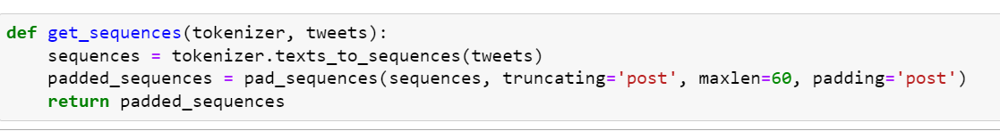 def get_sequences(tokenizer, tweets):
    sequences = tokenizer.texts_to_sequences(tweets)
    padded_sequences = pad_sequences(sequences, truncating='post', maxlen=60, padding='post')
    return padded_sequences